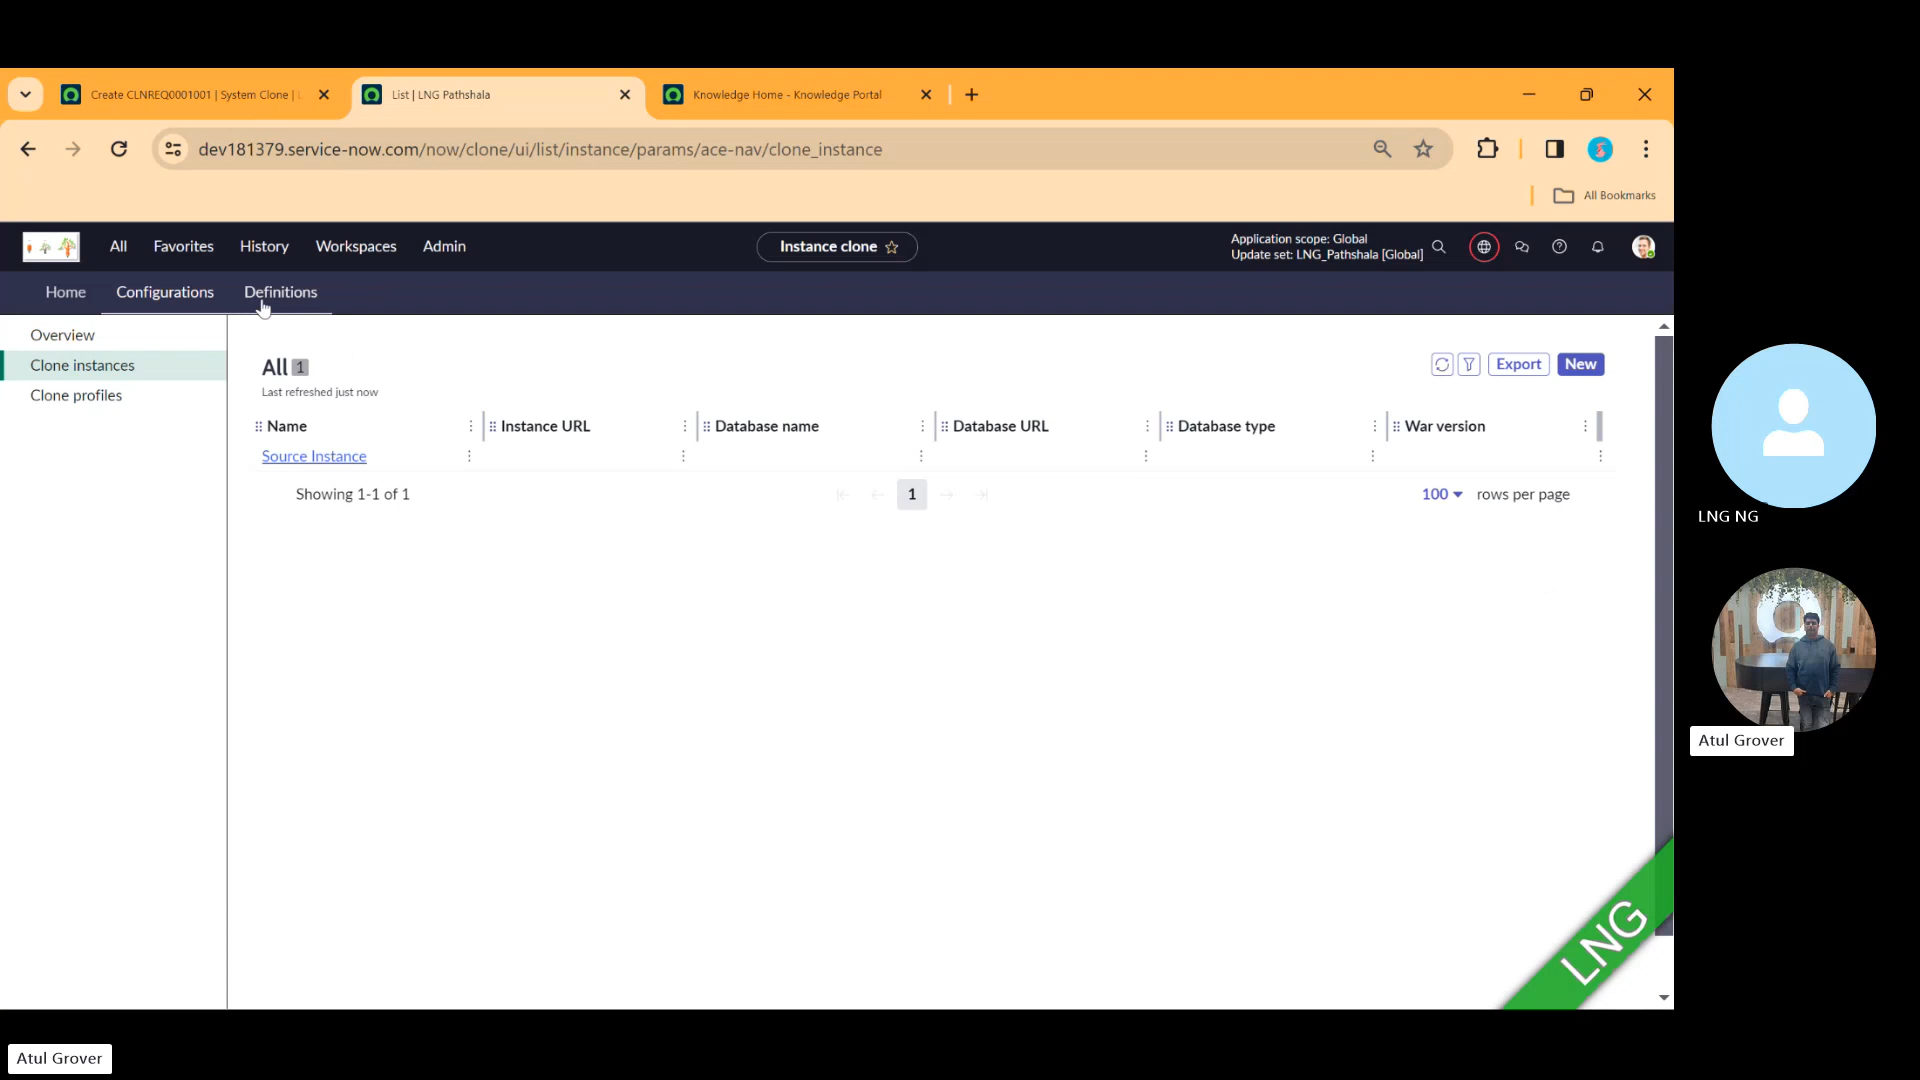 Create CLNREQ0001001 | System Clone |
List | LNG Pathshala
Knowledge Home - Knowledge Portal
dev181379.service-now.com/now/clone/ui/list/instance/params/ace-nav/clone_instance
All Bookmarks
All Favorites History Workspaces Admin
Instance clone
Application scope: Global
Update set: LNG_Pathshala [Global]
Home Configurations Definitions
Overview
Clone instances
Clone profiles
All 1
Last refreshed just now
Export New
Name Instance URL Database name Database URL Database type War version
Source Instance
Showing 1-1 of 1
1
100 rows per page
LNG
LNG NG
Atul Grover
Atul Grover